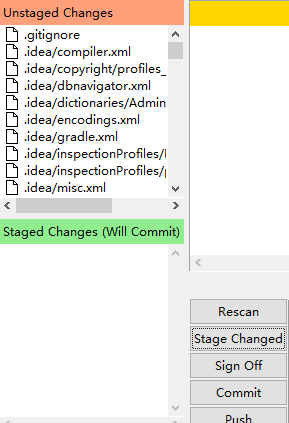 Unstaged Changes
.gitignore
.idea/compiler.xml
.idea/copyright/profiles_
.idea/dbnavigator.xml
.idea/dictionaries/Admin
.idea/encodings.xml
.idea/gradle.xml
.idea/inspectionProfiles/
.idea/inspectionProfiles/
.idea/misc.xml
Staged Changes (Will Commit)
Rescan
Stage Changed
Sign Off
Commit
Push